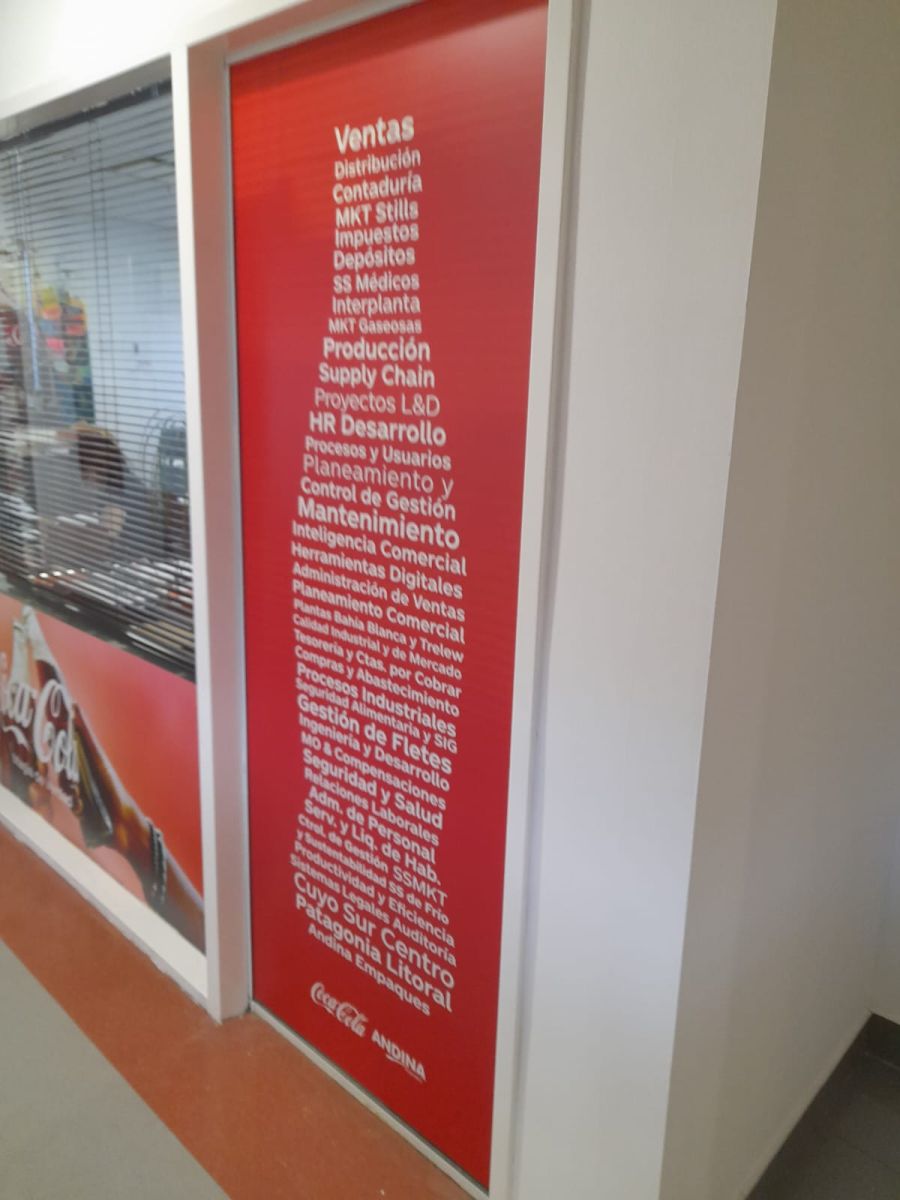 Ventas
Distribución
Contaduría
MKT Stills
Impuestos
Depósitos
SS Médicos
Interplanta
MKT Gaseosas
Producción
Supply Chain
Proyectos L&D
HR Desarrollo
Procesos y Usuarios
Planeamiento y
Control de Gestión
Mantenimiento
Inteligencia Comercial
Herramientas Digitales
Administración de Ventas
Planeamiento Comercial
Plantas Bahía Blanca y Trelew
Calidad Industrial y de Mercado
Tesorería y Ctas. por Cobrar
Compras y Abastecimiento
Procesos Industriales
Seguridad Alimentaria y SIG
Gestión de Fletes
Ingeniería y Desarrollo
MO & Compensaciones
Seguridad y Salud
Relaciones Laborales
Adm. de Personal
Serv. y Liq. de Hab.
Ctrol. de Gestión SSMKT
y Sustentabilidad SS de Frío
Productividad y Eficiencia
Sistemas Legales Auditoría
Cuyo Sur Centro
Patagonia Litoral
Andina Empaques
Coca-Cola ANDINA
Coca-Cola